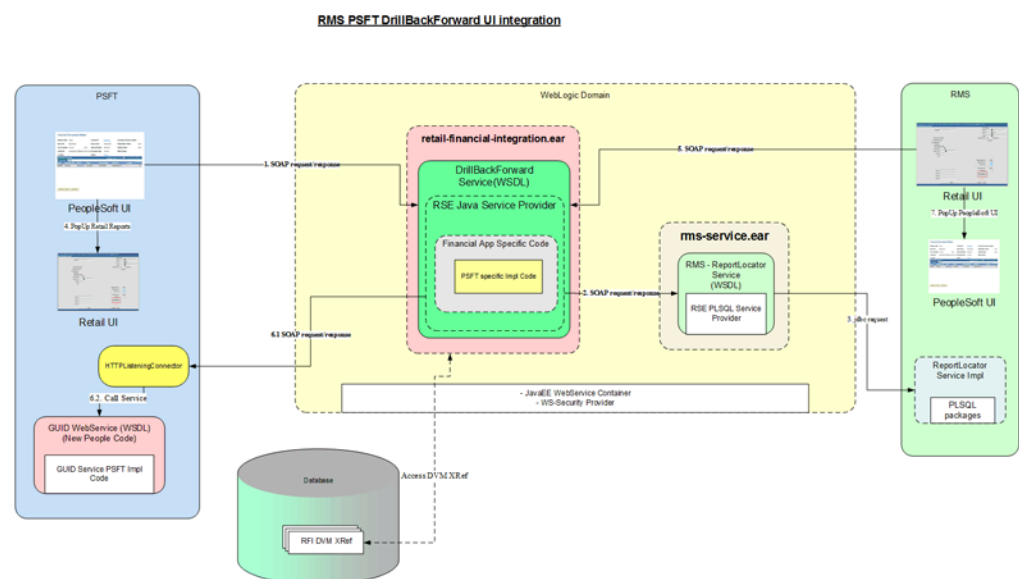 RMS PSFT DrillBackForward UI integration
PSFT
PeopleSoft UI
4. PopUp Retail Reports
Retail UI
HTTPListeningConnector
6.2. Call Service
GUID WebService (WSDL)
(New People Code)
GUID Service PSFT Impl
Code
WebLogic Domain
1. SOAP request/response
retail-financial-integration.ear
DrillBackForward
Service(WSDL)
RSE Java Service Provider
Financial App Specific Code
PSFT specific Impl Code
5. SOAP request/response
2. SOAP request/response
6.1 SOAP request/response
rms-service.ear
RMS - ReportLocator
Service
(WSDL)
RSE PLSQL Service
Provider
3. jdbc request
- JavaEE WebService Container
- WS-Security Provider
RMS
Retail UI
7. PopUp PeopleSoft UI
PeopleSoft UI
ReportLocator
Service Impl
PLSQL
packages
Database
Access DVM XRef
RFI DVM XRef